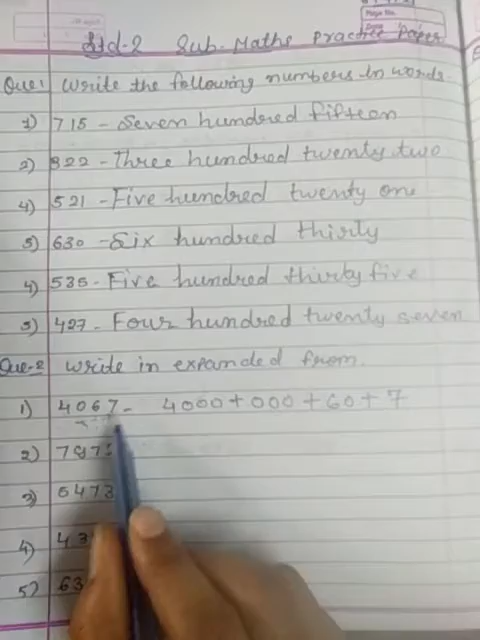 Page No.
Std-2 Sub-Maths Practice Paper
Que:1 Write the following numbers in words.
1) 715 - Seven hundred fifteen
2) 322 - Three hundred twenty two
4) 521 - Five hundred twenty one
5) 630 - Six hundred thirty
4) 535 - Five hundred thirty five
5) 427 - Four hundred twenty seven
Que-2 Write in expanded from.
1) 4067 - 4000 + 000 + 60 + 7
2)
3) 5473
4) 43
5) 63